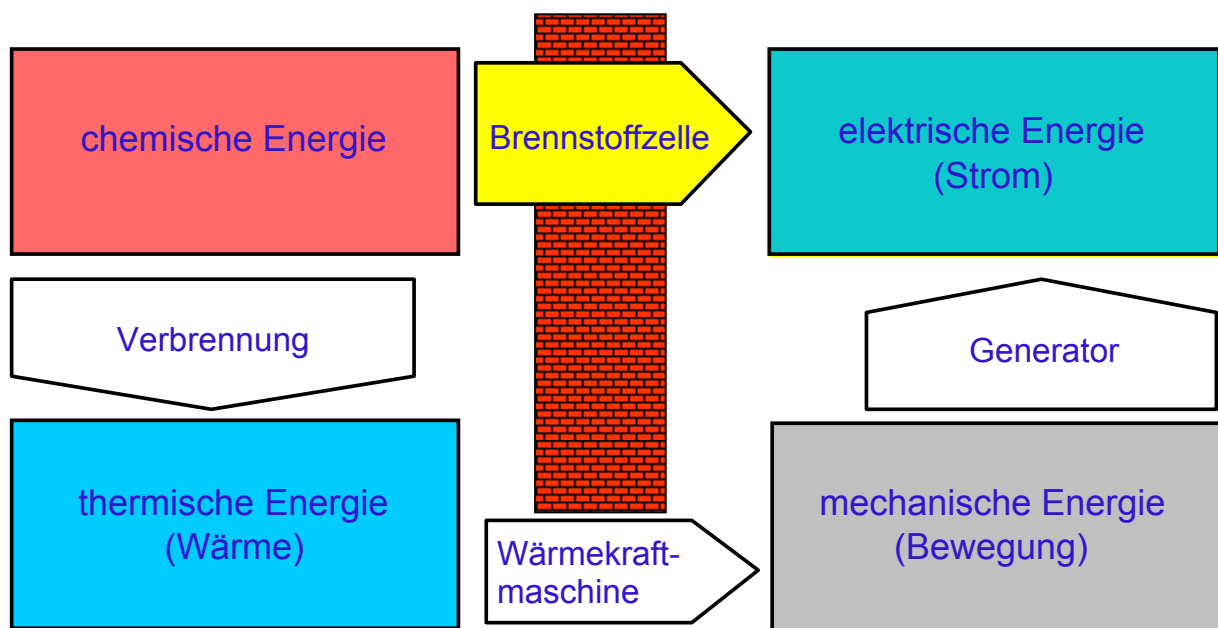 chemische Energie
Brennstoffzelle
elektrische Energie
(Strom)
Verbrennung
Generator
thermische Energie
(Wärme)
Wärmekraft-
maschine
mechanische Energie
(Bewegung)